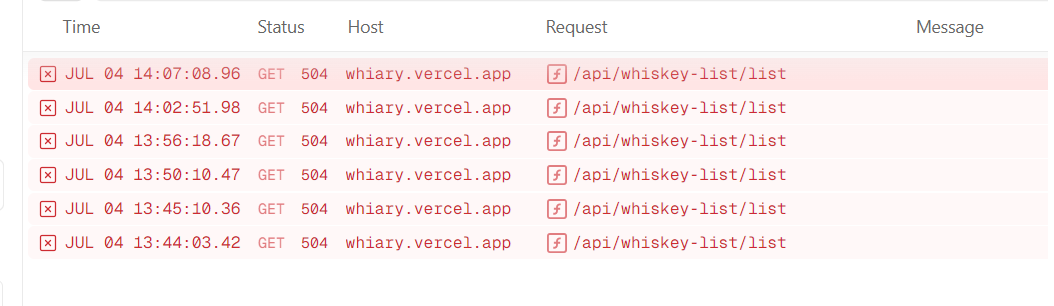 Time Status Host Request Message
JUL 04 14:07:08.96 GET 504 whiary.vercel.app /api/whiskey-list/list
JUL 04 14:02:51.98 GET 504 whiary.vercel.app /api/whiskey-list/list
JUL 04 13:56:18.67 GET 504 whiary.vercel.app /api/whiskey-list/list
JUL 04 13:50:10.47 GET 504 whiary.vercel.app /api/whiskey-list/list
JUL 04 13:45:10.36 GET 504 whiary.vercel.app /api/whiskey-list/list
JUL 04 13:44:03.42 GET 504 whiary.vercel.app /api/whiskey-list/list